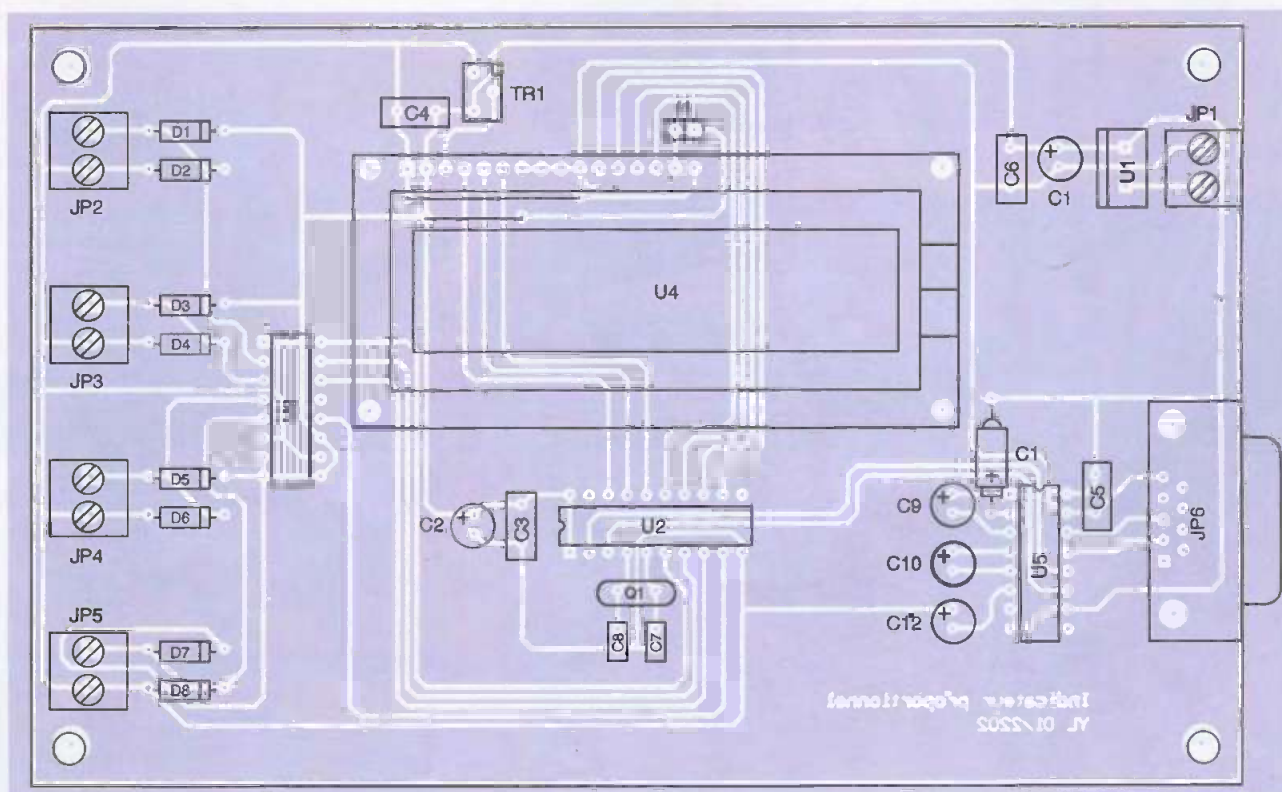 TR1
C4
JP1
D1
D2
JP2
C6
C1
U1
U4
D3
D4
JP3
D5
D6
JP4
C1
C2
C3
U2
C9
C5
JP6
C10
U5
Q1
JP5
C12
C8
C7
D7
D8
Indicateur proportionnel
YL 01/2202